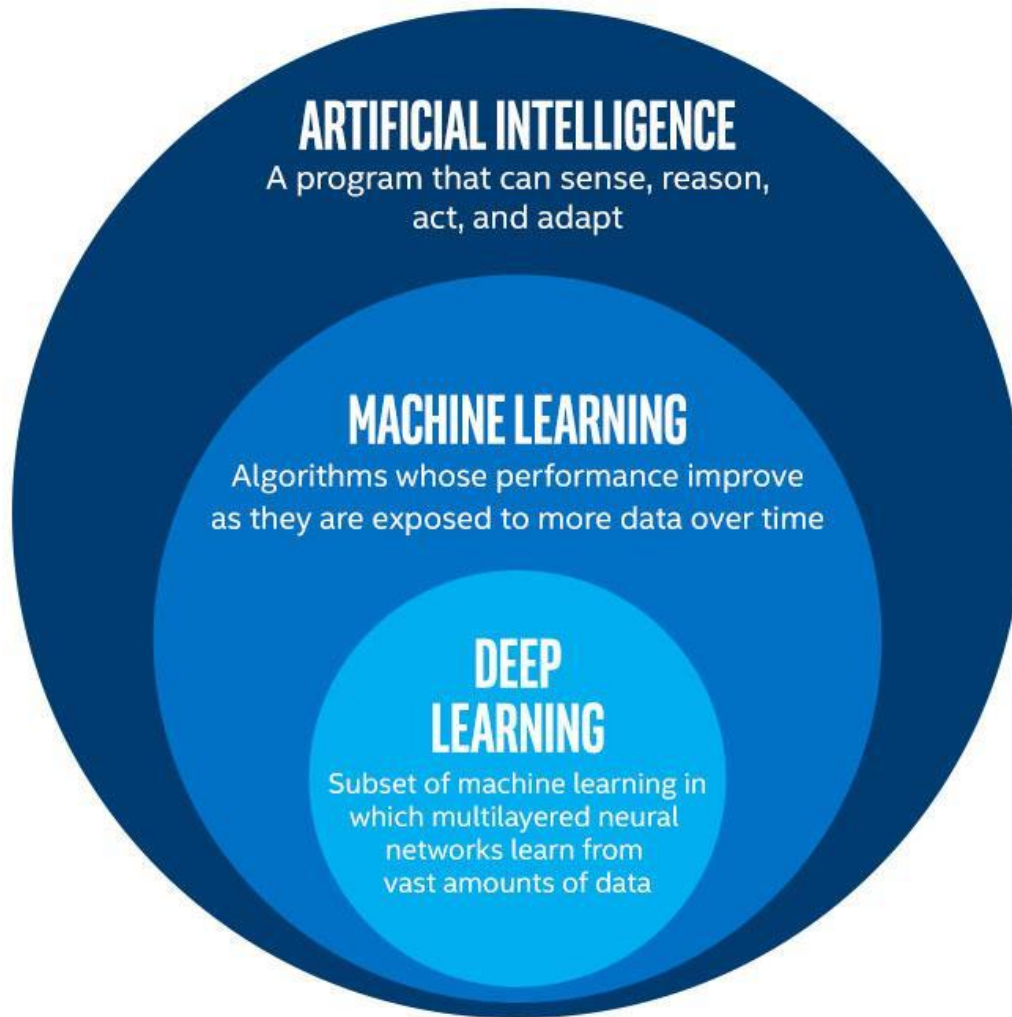 ARTIFICIAL INTELLIGENCE
A program that can sense, reason,
act, and adapt
MACHINE LEARNING
Algorithms whose performance improve
as they are exposed to more data over time
DEEP
LEARNING
Subset of machine learning in
which multilayered neural
networks learn from
vast amounts of data